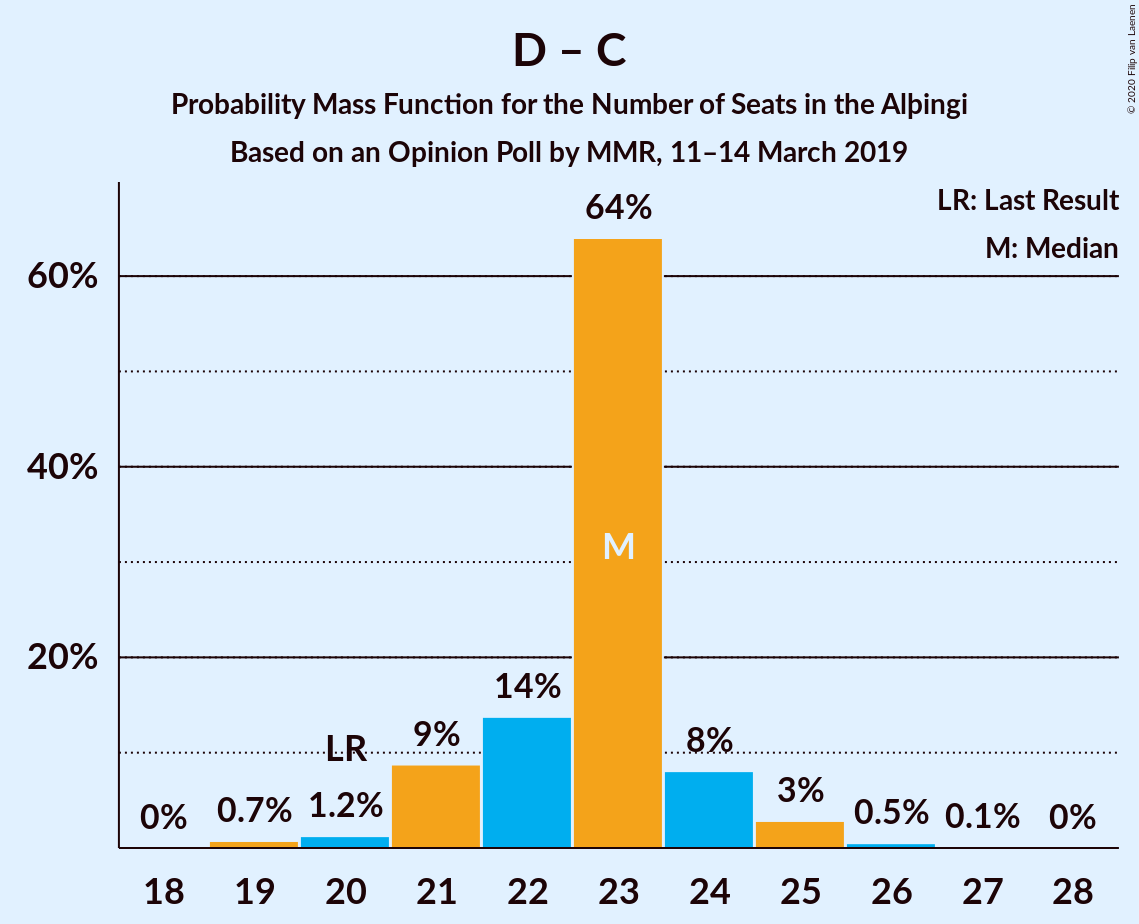 D – C
Probability Mass Function for the Number of Seats in the Alþingi
Based on an Opinion Poll by MMR, 11–14 March 2019
© 2020 Filip van Laenen
LR: Last Result
M: Median
60%
40%
20%
0%
0.7%
LR
1.2%
9%
14%
64%
M
8%
3%
0.5%
0.1%
0%
18 19 20 21 22 23 24 25 26 27 28